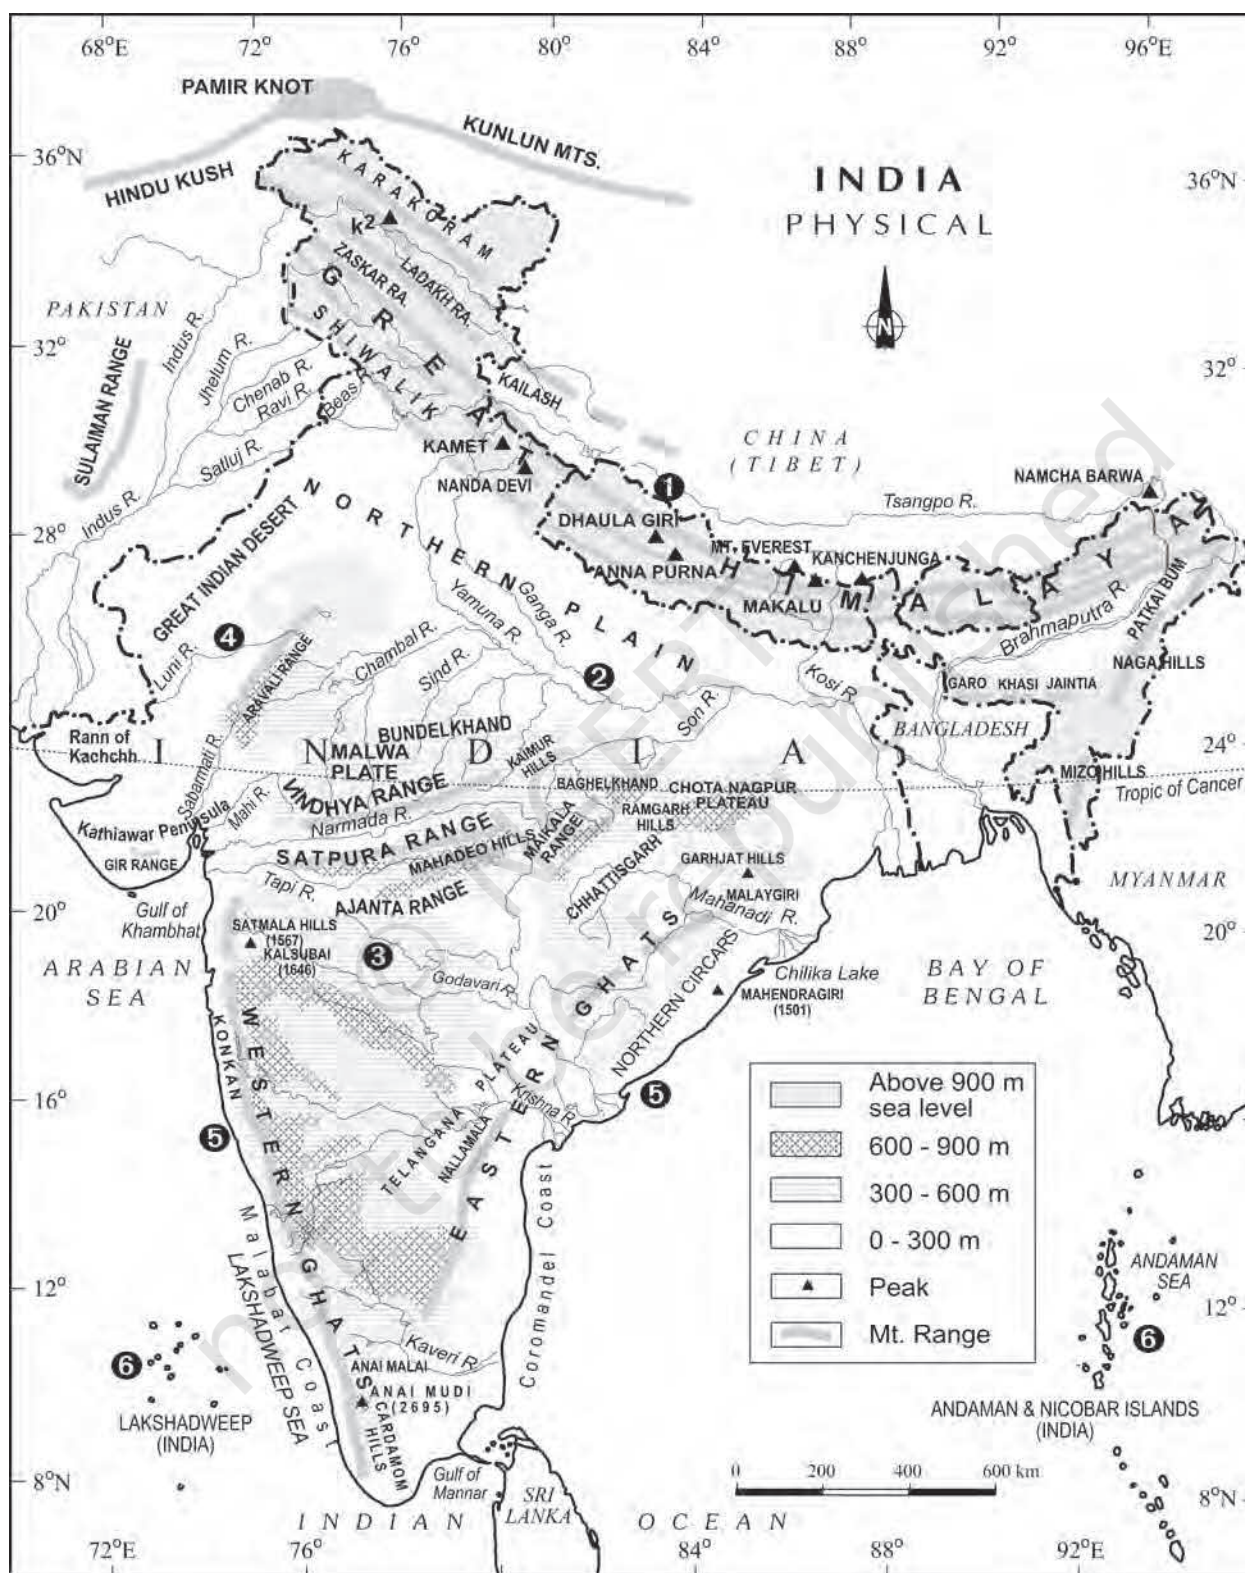 68°E
72°
76°
80°
84°
88°
92°
96°E
PAMIR KNOT
KUNLUN MTS.
HINDU KUSH
36°N
36°N
INDIA
PHYSICAL
N
KARAKORAM
k²
ZASKAR RA.
LADAKH RA.
GREAT HIMALAYA
SHIWALIK
PAKISTAN
Indus R.
Jhelum R.
Chenab R.
Ravi R.
Beas
Satluj R.
Indus R.
SULAIMAN RANGE
32°
32°
KAILASH
KAMET
NANDA DEVI
CHINA
(TIBET)
1
NAMCHA BARWA
Tsangpo R.
28°
28°
GREAT INDIAN DESERT
NORTHERN PLAIN
DHAULA GIRI
MT. EVEREST
KANCHENJUNGA
ANNA PURNA
MAKALU
Yamuna R.
Ganga R.
Brahmaputra R.
PATKAI BUM
4
Luni R.
ARAVALI RANGE
Chambal R.
Sind R.
2
Son R.
Kosi R.
NAGA HILLS
GARO KHASI JAINTIA
BANGLADESH
Rann of
Kachchh
INDIA
BUNDELKHAND
MALWA
PLATE
KAIMUR
HILLS
24°
24°
Sabarmati R.
Mahi R.
VINDHYA RANGE
BAGHELKHAND
CHOTA NAGPUR
PLATEAU
RAMGARH
HILLS
MIZO HILLS
Tropic of Cancer
Kathiawar Peninsula
GIR RANGE
Narmada R.
SATPURA RANGE
MAHADEO HILLS
MAIKALA
RANGE
CHHATTISGARH
GARHJAT HILLS
MALAYGIRI
MYANMAR
Tapi R.
AJANTA RANGE
Mahanadi R.
20°
20°
Gulf of
Khambhat
SATMALA HILLS
(1567)
KALSUBAI
(1646)
3
ARABIAN
SEA
Godavari R.
Chilika Lake
BAY OF
BENGAL
MAHENDRAGIRI
(1501)
NORTHERN CIRCARS
EASTERN GHATS
WESTERN GHATS
KONKAN
TELANGANA PLATEAU
Krishna R.
NALLAMALA
16°
16°
5
5
Above 900 m
sea level
600 - 900 m
300 - 600 m
0 - 300 m
Peak
Mt. Range
Malabar Coast
LAKSHADWEEP SEA
Coromandel Coast
12°
12°
ANDAMAN
SEA
6
6
Kaveri R.
ANAI MALAI
ANAI MUDI
(2695)
CARDAMOM
HILLS
LAKSHADWEEP
(INDIA)
ANDAMAN & NICOBAR ISLANDS
(INDIA)
8°N
8°N
Gulf of
Mannar
SRI
LANKA
0 200 400 600 km
INDIAN OCEAN
72°E
76°
84°
88°
92°E
not to be republished
© NCERT